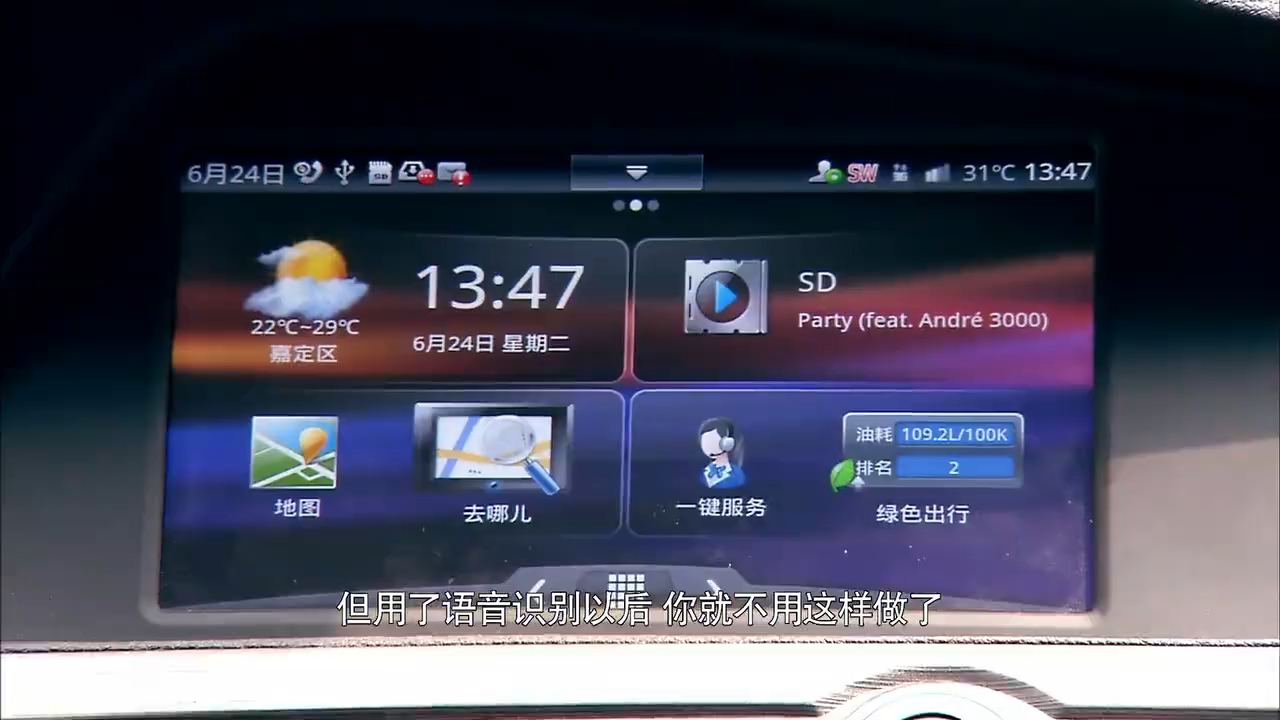 6月24日 SD SW 31℃ 13:47
22℃~29℃
嘉定区
13:47
6月24日 星期二
SD
Party (feat. André 3000)
地图
去哪儿
一键服务
油耗 109.2L/100K
排名 2
绿色出行
但用了语音识别以后 你就不用这样做了